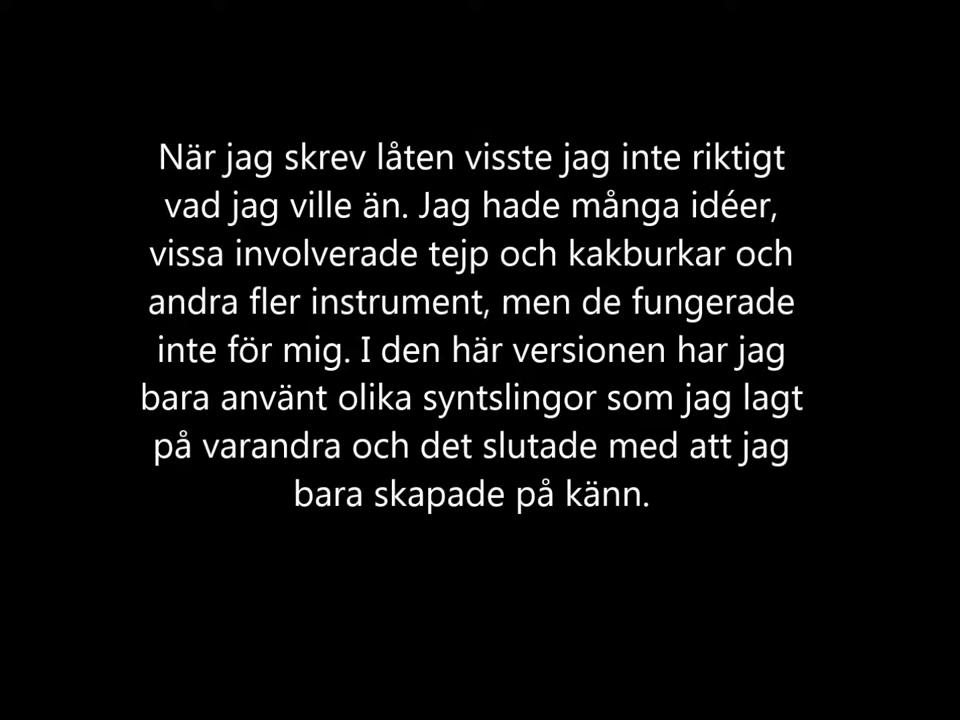 När jag skrev låten visste jag inte riktigt
vad jag ville än. Jag hade många idéer,
vissa involverade tejp och kakburkar och
andra fler instrument, men de fungerade
inte för mig. I den här versionen har jag
bara använt olika syntslingor som jag lagt
på varandra och det slutade med att jag
bara skapade på känn.